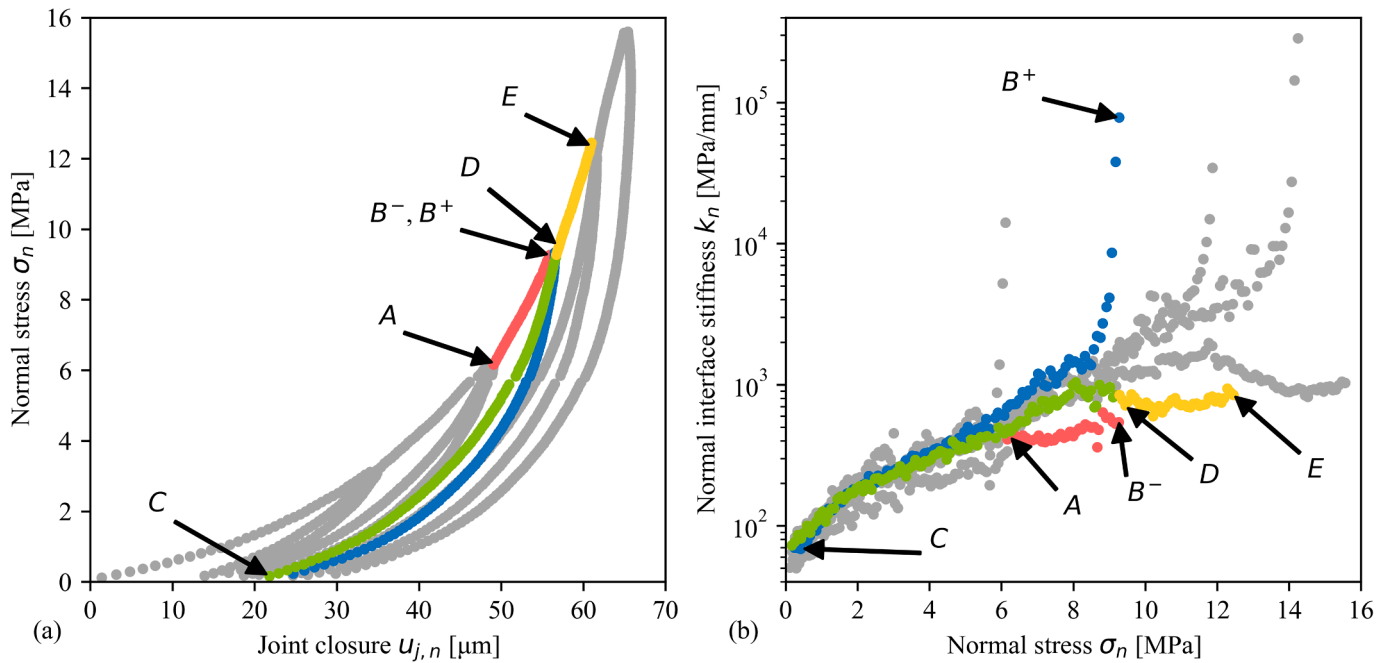 16
14
12
10
8
6
4
2
0
Normal stress σn [MPa]
E
D
B−, B+
A
C
0 10 20 30 40 50 60 70
(a)
Joint closure uj, n [μm]
10^5
10^4
10^3
10^2
Normal interface stiffness kn [MPa/mm]
B+
A
B−
D
E
C
0 2 4 6 8 10 12 14 16
(b)
Normal stress σn [MPa]